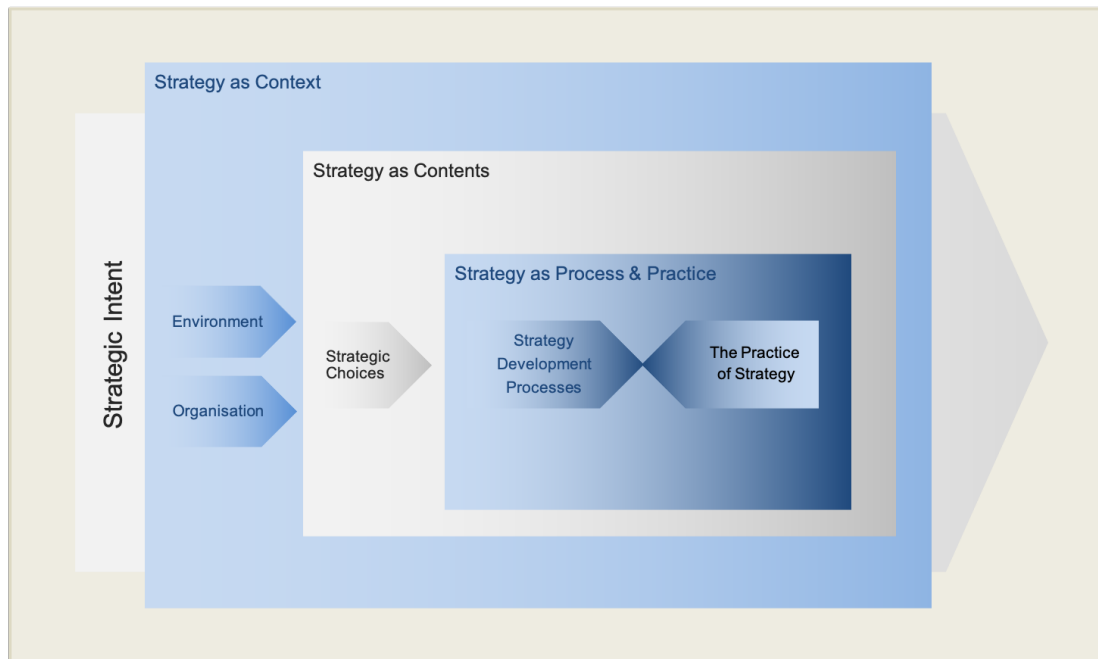 Strategy as Context
Strategy as Contents
Strategy as Process & Practice
Strategic Intent
Environment
Organisation
Strategic
Choices
Strategy
Development
Processes
The Practice
of Strategy